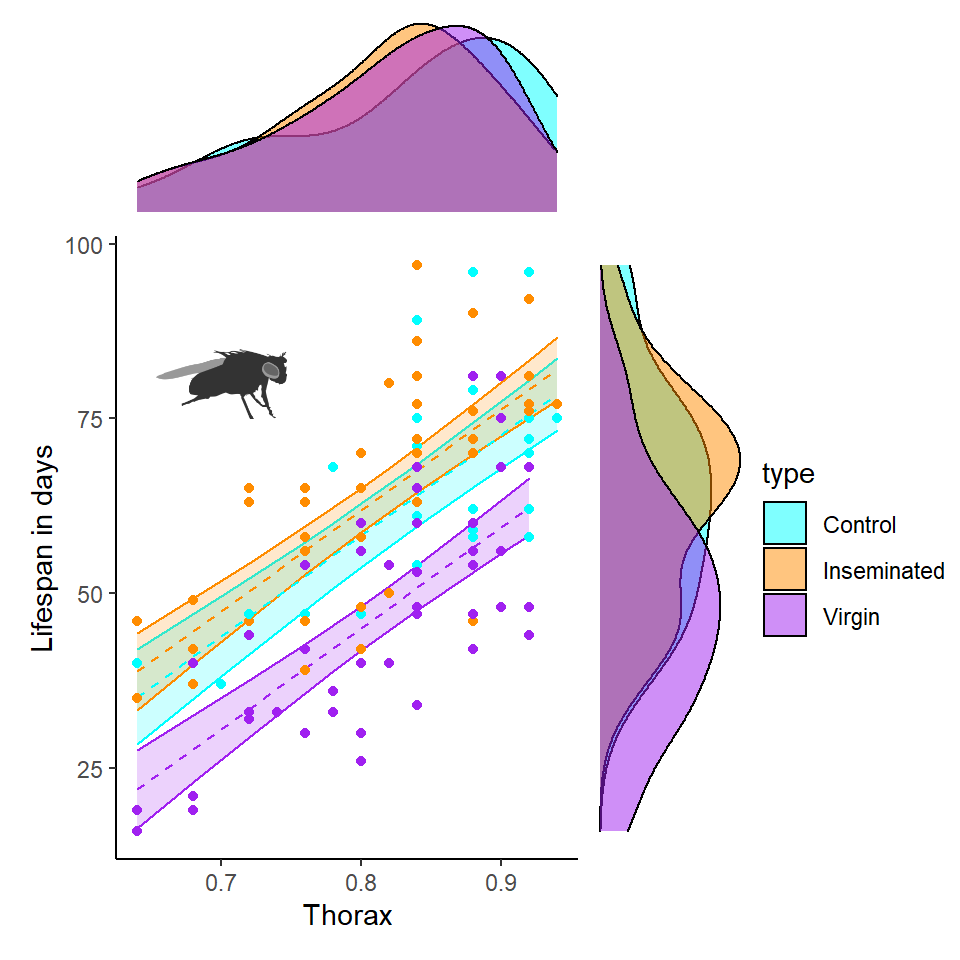 100
75
50
25
Lifespan in days
0.7 0.8 0.9
Thorax
type
Control
Inseminated
Virgin